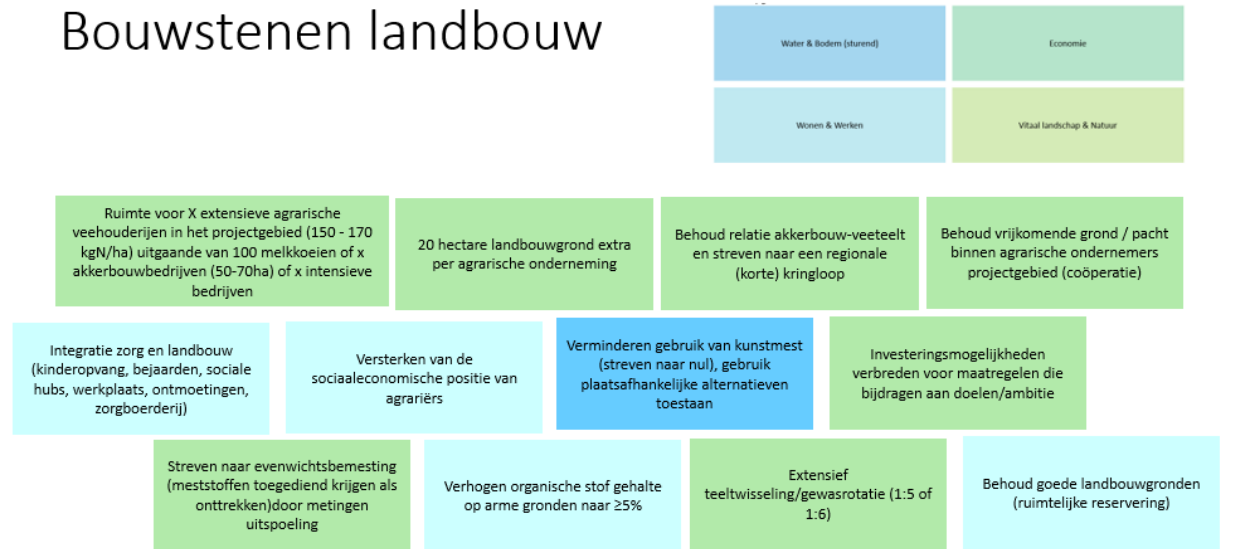 Bouwstenen landbouw
Water & Bodem (sturend)
Economie
Wonen & Werken
Vitaal landschap & Natuur
Ruimte voor X extensieve agrarische
veehouderijen in het projectgebied (150 - 170
kgN/ha) uitgaande van 100 melkkoeien of x
akkerbouwbedrijven (50-70ha) of x intensieve
bedrijven
20 hectare landbouwgrond extra
per agrarische onderneming
Behoud relatie akkerbouw-veeteelt
en streven naar een regionale
(korte) kringloop
Behoud vrijkomende grond / pacht
binnen agrarische ondernemers
projectgebied (coöperatie)
Integratie zorg en landbouw
(kinderopvang, bejaarden, sociale
hubs, werkplaats, ontmoetingen,
zorgboerderij)
Versterken van de
sociaaleconomische positie van
agrariërs
Verminderen gebruik van kunstmest
(streven naar nul), gebruik
plaatsafhankelijke alternatieven
toestaan
Investeringsmogelijkheden
verbreden voor maatregelen die
bijdragen aan doelen/ambitie
Streven naar evenwichtsbemesting
(meststoffen toegediend krijgen als
onttrekken)door metingen
uitspoeling
Verhogen organische stof gehalte
op arme gronden naar ≥5%
Extensief
teeltwisseling/gewasrotatie (1:5 of
1:6)
Behoud goede landbouwgronden
(ruimtelijke reservering)